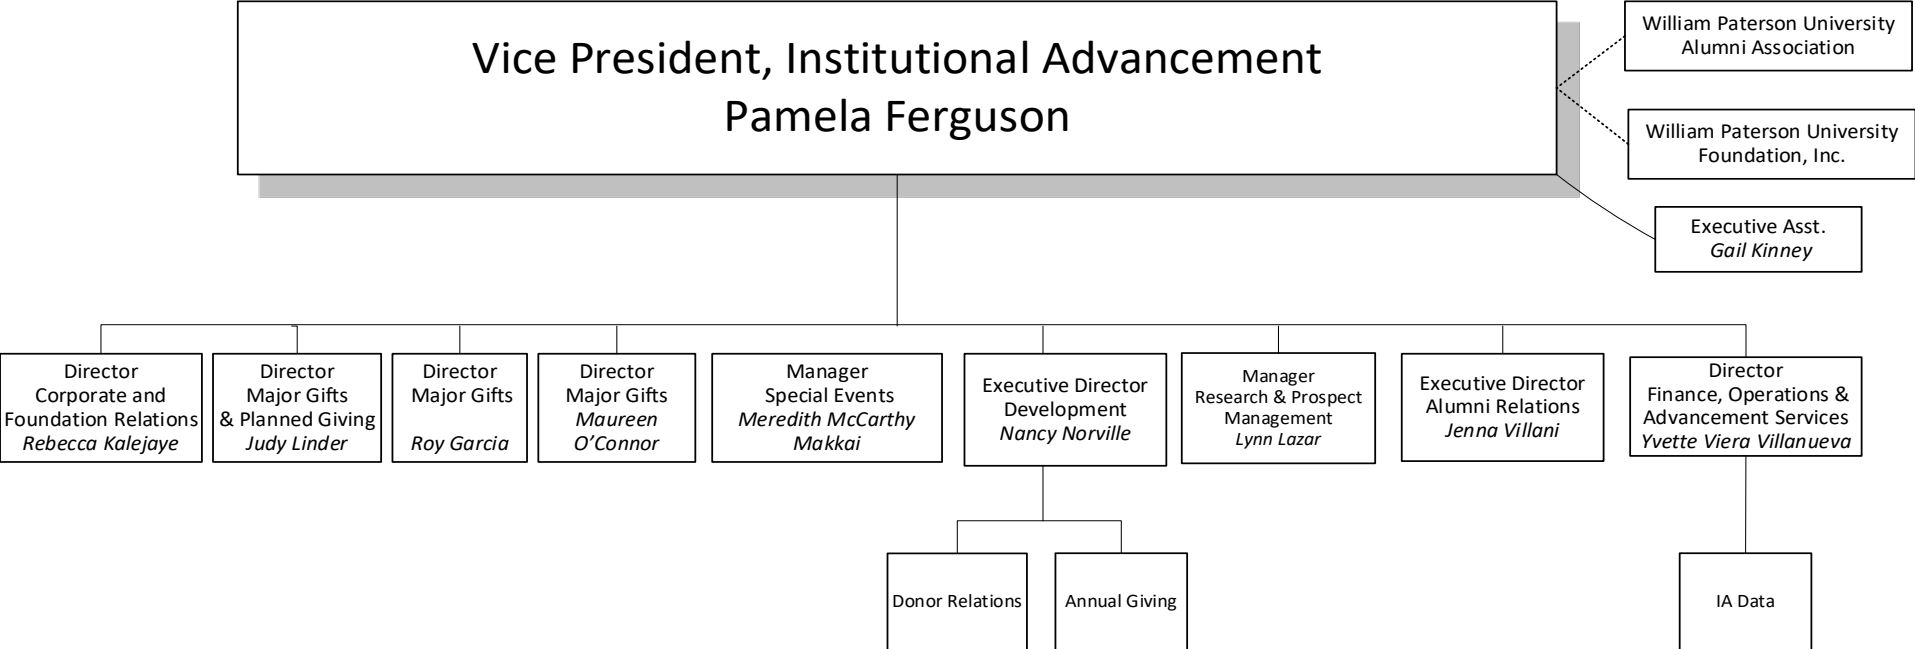 Vice President, Institutional Advancement
Pamela Ferguson
William Paterson University
Alumni Association
William Paterson University
Foundation, Inc.
Executive Asst.
Gail Kinney
Director
Corporate and
Foundation Relations
Rebecca Kalejaye
Director
Major Gifts
& Planned Giving
Judy Linder
Director
Major Gifts
Roy Garcia
Director
Major Gifts
Maureen
O’Connor
Manager
Special Events
Meredith McCarthy
Makkai
Executive Director
Development
Nancy Norville
Manager
Research & Prospect
Management
Lynn Lazar
Executive Director
Alumni Relations
Jenna Villani
Director
Finance, Operations &
Advancement Services
Yvette Viera Villanueva
Donor Relations
Annual Giving
IA Data